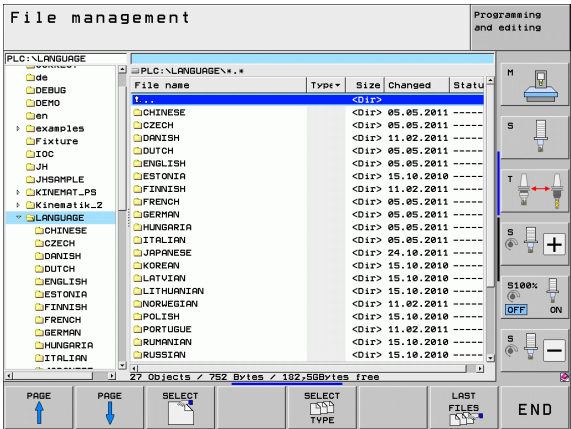 File management
Programming
and editing
PLC:\LANGUAGE
de
DEBUG
DEMO
en
examples
Fixture
IOC
JH
JHSAMPLE
KINEMAT_PS
Kinematik_2
LANGUAGE
CHINESE
CZECH
DANISH
DUTCH
ENGLISH
ESTONIA
FINNISH
FRENCH
GERMAN
HUNGARIA
ITALIAN
PLC:\LANGUAGE\*.*
File name Type Size Changed Statu
.. <Dir>
CHINESE <Dir> 05.05.2011 -----
CZECH <Dir> 05.05.2011 -----
DANISH <Dir> 11.02.2011 -----
DUTCH <Dir> 05.05.2011 -----
ENGLISH <Dir> 05.05.2011 -----
ESTONIA <Dir> 15.10.2010 -----
FINNISH <Dir> 11.02.2011 -----
FRENCH <Dir> 05.05.2011 -----
GERMAN <Dir> 05.05.2011 -----
HUNGARIA <Dir> 05.05.2011 -----
ITALIAN <Dir> 05.05.2011 -----
JAPANESE <Dir> 24.10.2011 -----
KOREAN <Dir> 15.10.2010 -----
LATVIAN <Dir> 15.10.2010 -----
LITHUANIAN <Dir> 15.10.2010 -----
NORWEGIAN <Dir> 11.02.2011 -----
POLISH <Dir> 15.10.2010 -----
PORTUGUE <Dir> 11.02.2011 -----
RUMANIAN <Dir> 15.10.2010 -----
RUSSIAN <Dir> 15.10.2010 -----
27 Objects / 752 Bytes / 182,5GBytes free
M
S
T
S
S100%
OFF ON
S
PAGE
PAGE
SELECT
SELECT
TYPE
LAST
FILES
END